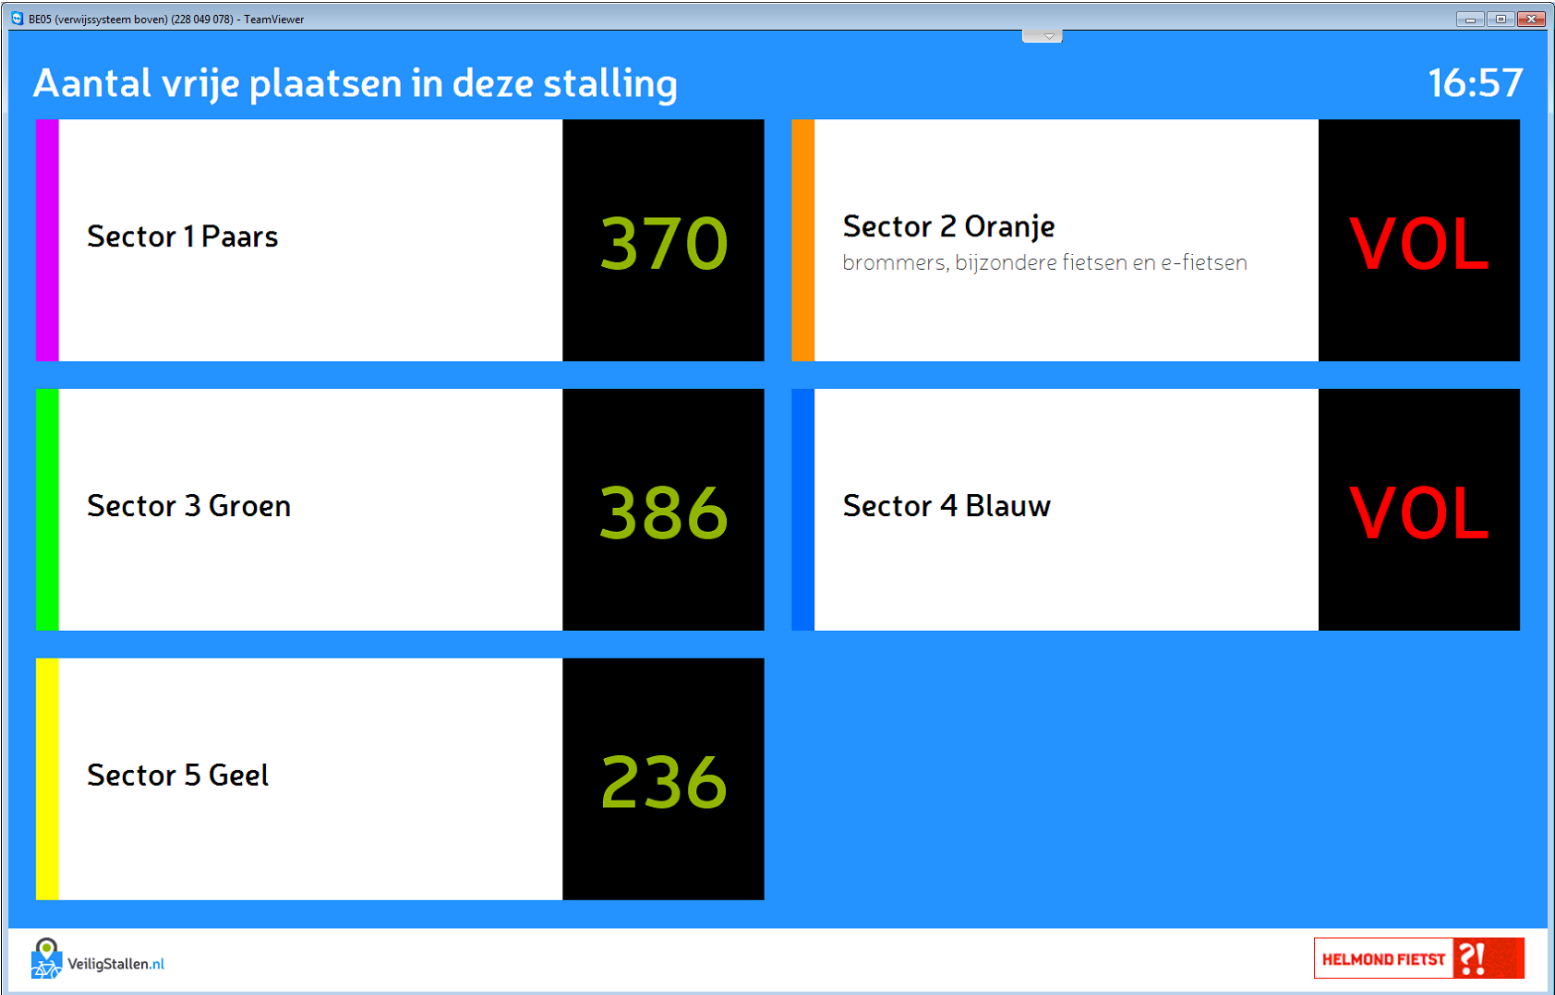 BE05 (verwijssysteem boven) (228 049 078) - TeamViewer
Aantal vrije plaatsen in deze stalling
16:57
Sector 1 Paars
370
Sector 2 Oranje
brommers, bijzondere fietsen en e-fietsen
VOL
Sector 3 Groen
386
Sector 4 Blauw
VOL
Sector 5 Geel
236
VeiligStallen.nl
HELMOND FIETST ?!